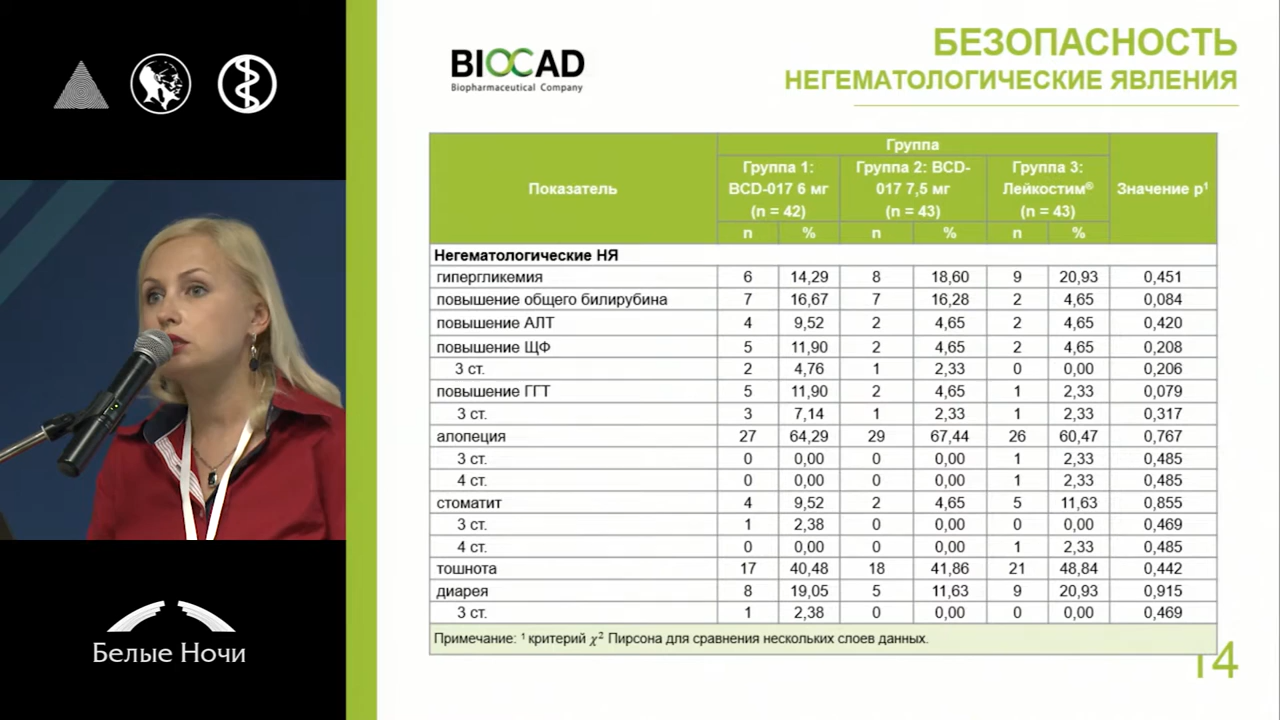 BIOCAD
Biopharmaceutical Company
БЕЗОПАСНОСТЬ
НЕГЕМАТОЛОГИЧЕСКИЕ ЯВЛЕНИЯ
Показатель
Группа
Значение p¹
Группа 1:
BCD-017 6 мг
(n = 42)
Группа 2: BCD-
017 7,5 мг
(n = 43)
Группа 3:
Лейкостим®
(n = 43)
n % n % n %
Негематологические НЯ
гипергликемия 6 14,29 8 18,60 9 20,93 0,451
повышение общего билирубина 7 16,67 7 16,28 2 4,65 0,084
повышение АЛТ 4 9,52 2 4,65 2 4,65 0,420
повышение ЩФ 5 11,90 2 4,65 2 4,65 0,208
3 ст. 2 4,76 1 2,33 0 0,00 0,206
повышение ГГТ 5 11,90 2 4,65 1 2,33 0,079
3 ст. 3 7,14 1 2,33 1 2,33 0,317
алопеция 27 64,29 29 67,44 26 60,47 0,767
3 ст. 0 0,00 0 0,00 1 2,33 0,485
4 ст. 0 0,00 0 0,00 1 2,33 0,485
стоматит 4 9,52 2 4,65 5 11,63 0,855
3 ст. 1 2,38 0 0,00 0 0,00 0,469
4 ст. 0 0,00 0 0,00 1 2,33 0,485
тошнота 17 40,48 18 41,86 21 48,84 0,442
диарея 8 19,05 5 11,63 9 20,93 0,915
3 ст. 1 2,38 0 0,00 0 0,00 0,469
Примечание: ¹ критерий χ² Пирсона для сравнения нескольких слоев данных.
14
Белые Ночи